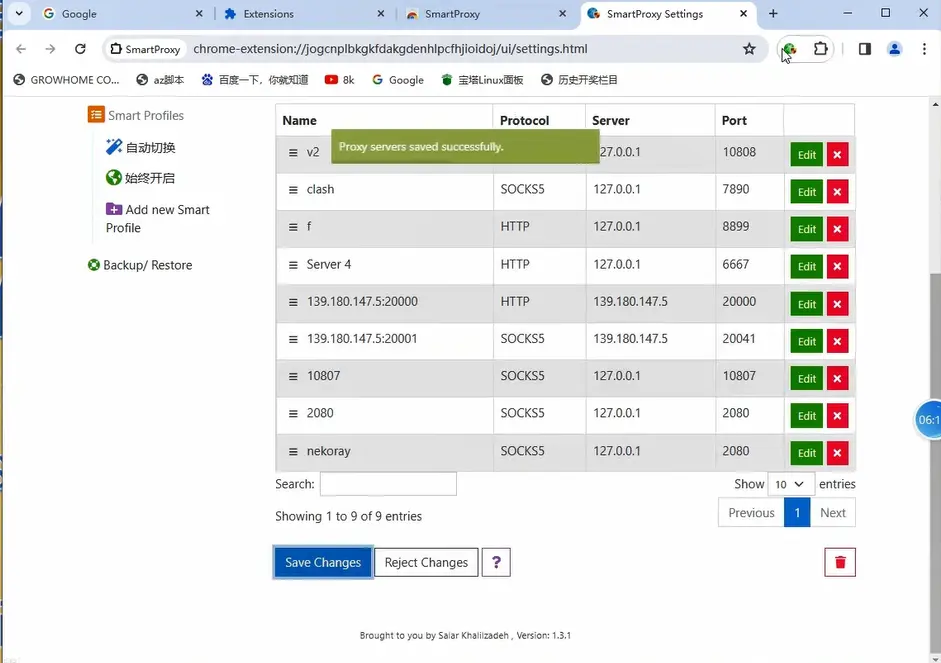 Google
Extensions
SmartProxy
SmartProxy Settings
SmartProxy
chrome-extension://jogcnplbkgkfdakgdenhlpcfhjioidoj/ui/settings.html
GROWHOME CO...
az脚本
百度一下，你就知道
8k
Google
宝塔Linux面板
历史开奖栏目
Smart Profiles
自动切换
始终开启
Add new Smart
Profile
Backup/ Restore
Name Protocol Server Port
Proxy servers saved successfully.
v2 27.0.0.1 10808 Edit
clash SOCKS5 127.0.0.1 7890 Edit
f HTTP 127.0.0.1 8899 Edit
Server 4 HTTP 127.0.0.1 6667 Edit
139.180.147.5:20000 HTTP 139.180.147.5 20000 Edit
139.180.147.5:20001 SOCKS5 139.180.147.5 20041 Edit
10807 SOCKS5 127.0.0.1 10807 Edit
2080 SOCKS5 127.0.0.1 2080 Edit
nekoray SOCKS5 127.0.0.1 2080 Edit
Search: Show 10 entries
Showing 1 to 9 of 9 entries
Previous 1 Next
Save Changes Reject Changes ?
Brought to you by Salar Khalilzadeh , Version: 1.3.1
06:1